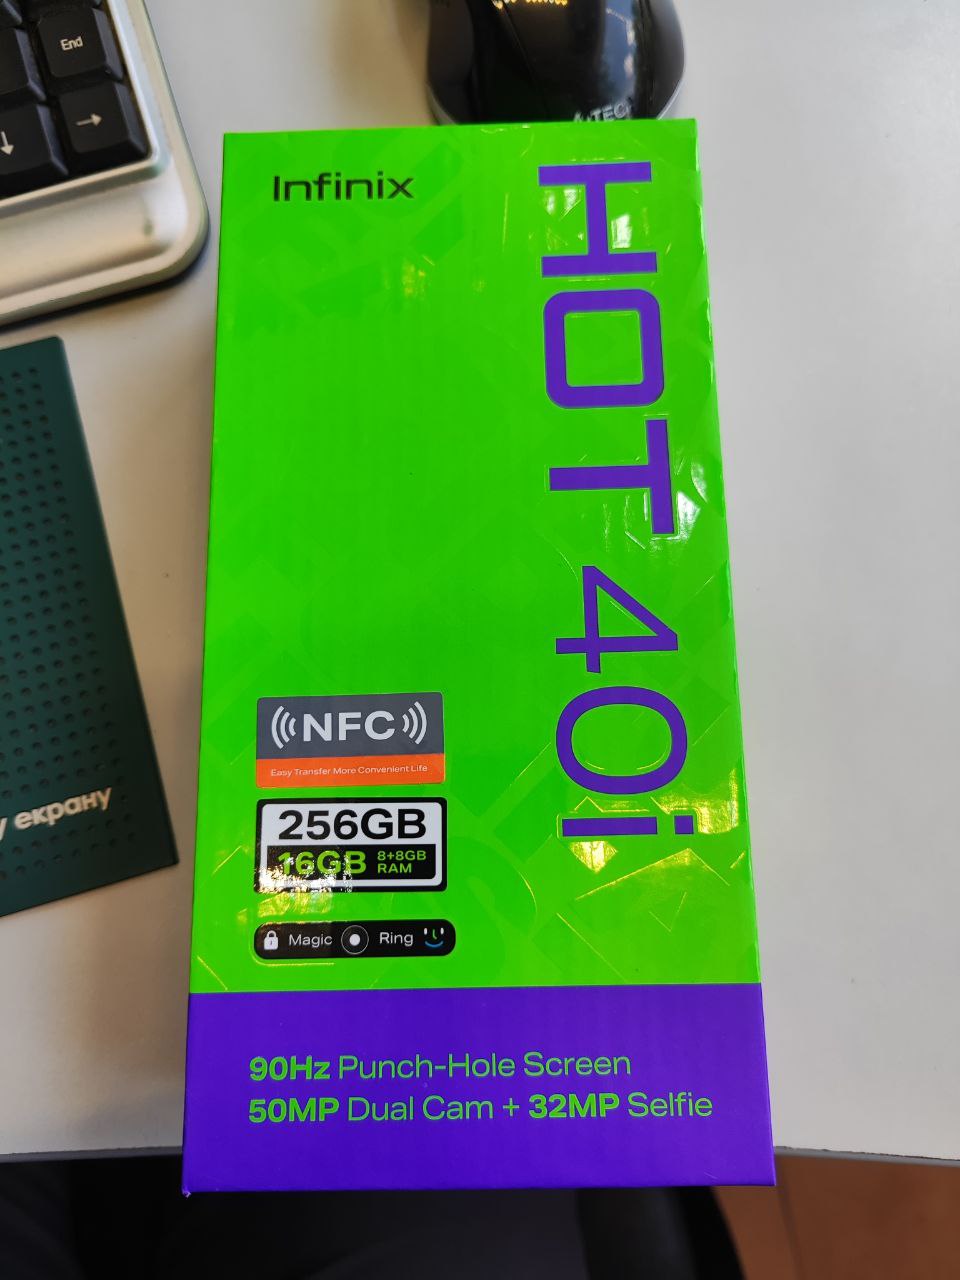 End
↓
→
A4TECH
Infinix
HOT 40i
NFC
Easy Transfer More Convenient Life
256GB
16GB 8+8GB
RAM
Magic Ring
у екрану
90Hz Punch-Hole Screen
50MP Dual Cam + 32MP Selfie